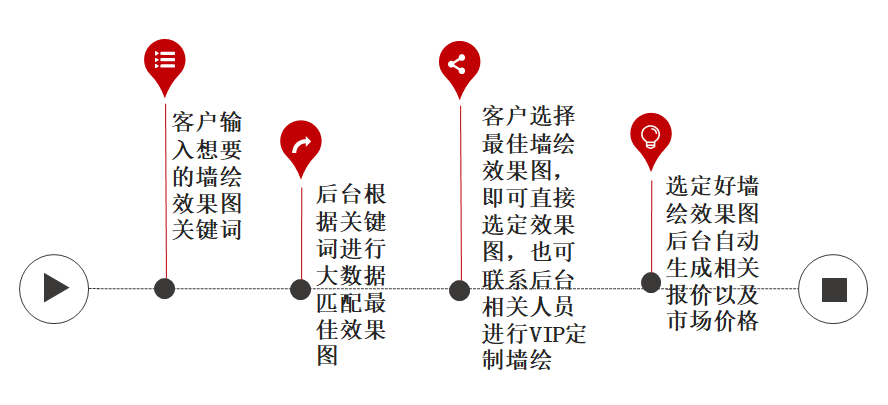 客户输
入想要
的墙绘
效果图
关键词
后台根
据关键
词进行
大数据
匹配最
佳效果
图
客户选择
最佳墙绘
效果图，
即可直接
选定效果
图，也可
联系后台
相关人员
进行VIP定
制墙绘
选定好墙
绘效果图
后台自动
生成相关
报价以及
市场价格